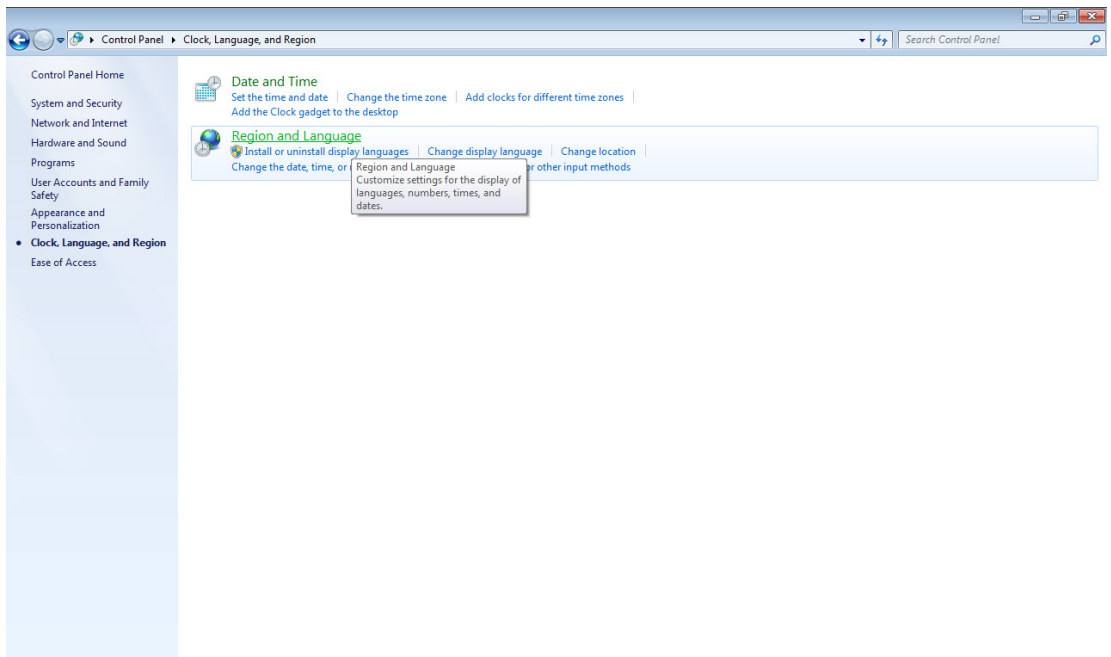 Control Panel ▸ Clock, Language, and Region
Search Control Panel
Control Panel Home
System and Security
Network and Internet
Hardware and Sound
Programs
User Accounts and Family
Safety
Appearance and
Personalization
Clock, Language, and Region
Ease of Access
Date and Time
Set the time and date | Change the time zone | Add clocks for different time zones
Add the Clock gadget to the desktop
Region and Language
Install or uninstall display languages | Change display language | Change location
Change the date, time, or
or other input methods
Region and Language
Customize settings for the display of
languages, numbers, times, and
dates.